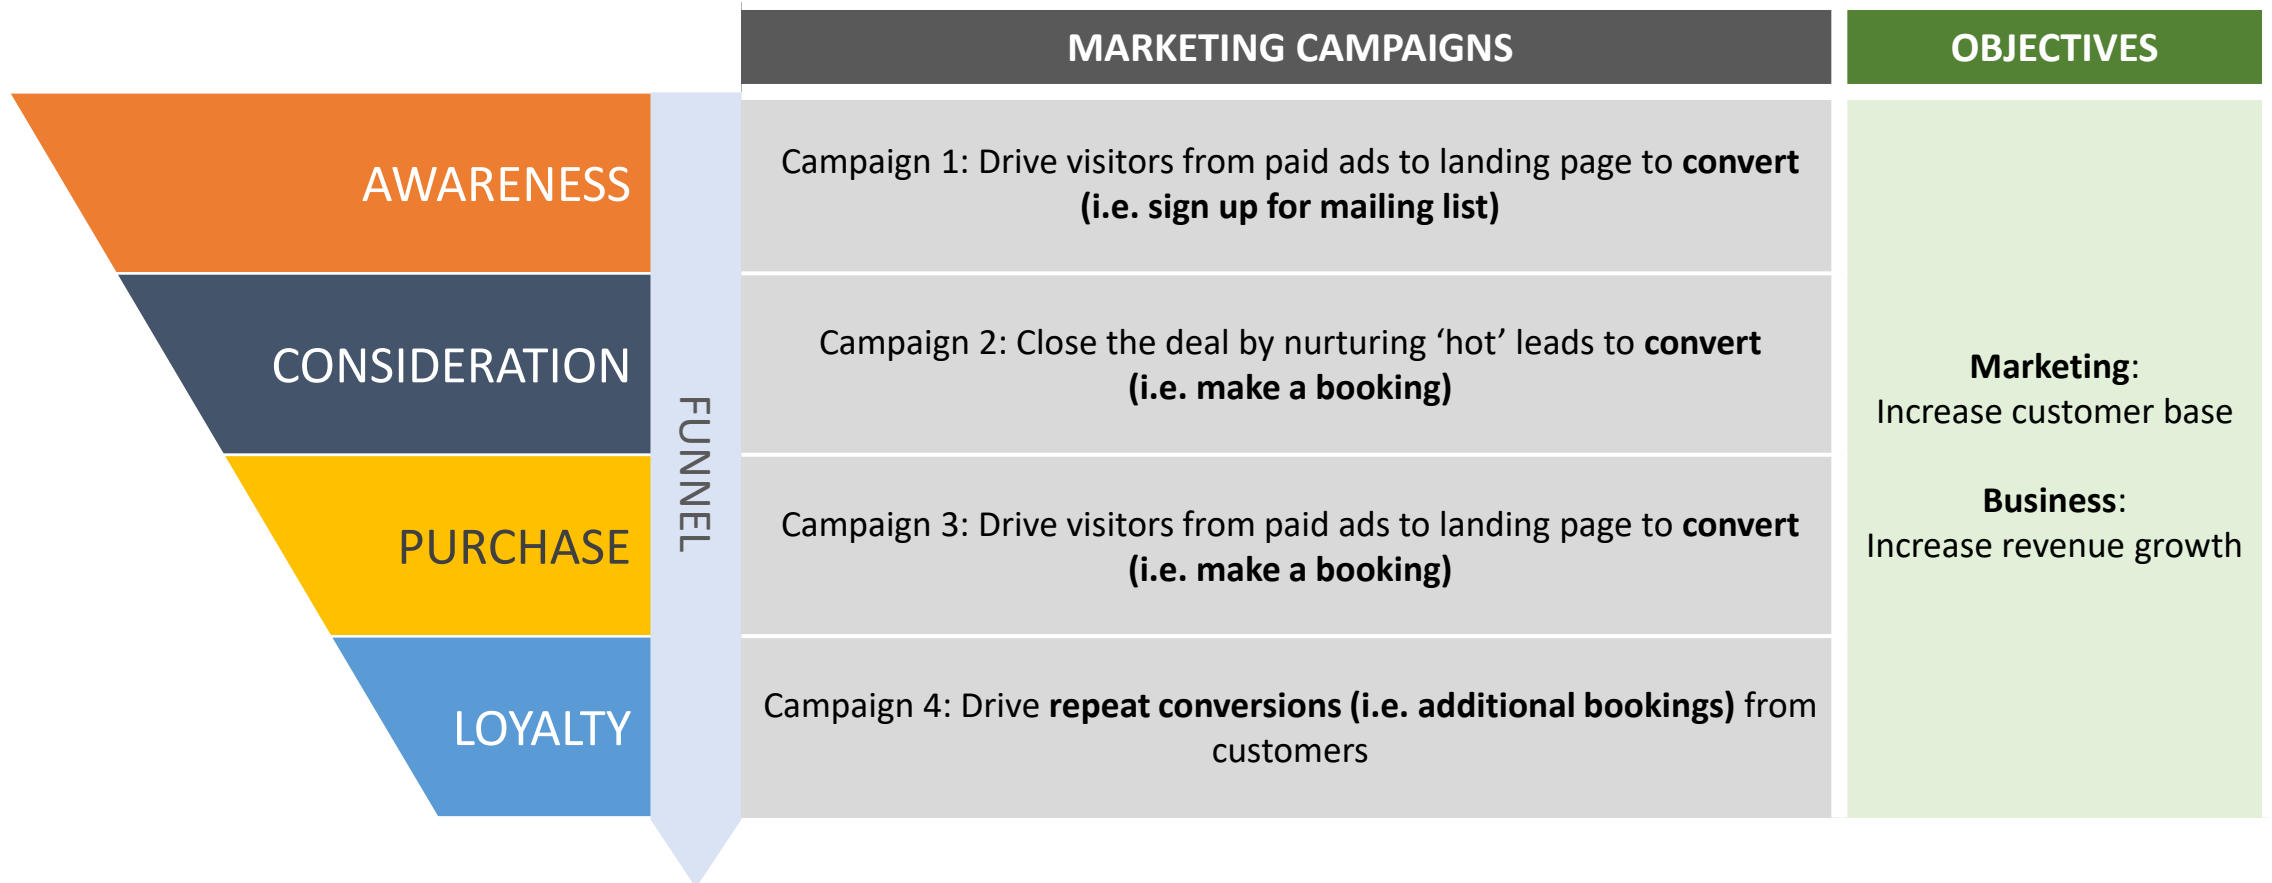 MARKETING CAMPAIGNS
OBJECTIVES
AWARENESS
Campaign 1: Drive visitors from paid ads to landing page to convert
(i.e. sign up for mailing list)
CONSIDERATION
Campaign 2: Close the deal by nurturing ‘hot’ leads to convert
(i.e. make a booking)
PURCHASE
Campaign 3: Drive visitors from paid ads to landing page to convert
(i.e. make a booking)
LOYALTY
Campaign 4: Drive repeat conversions (i.e. additional bookings) from
customers
FUNNEL
Marketing:
Increase customer base
Business:
Increase revenue growth